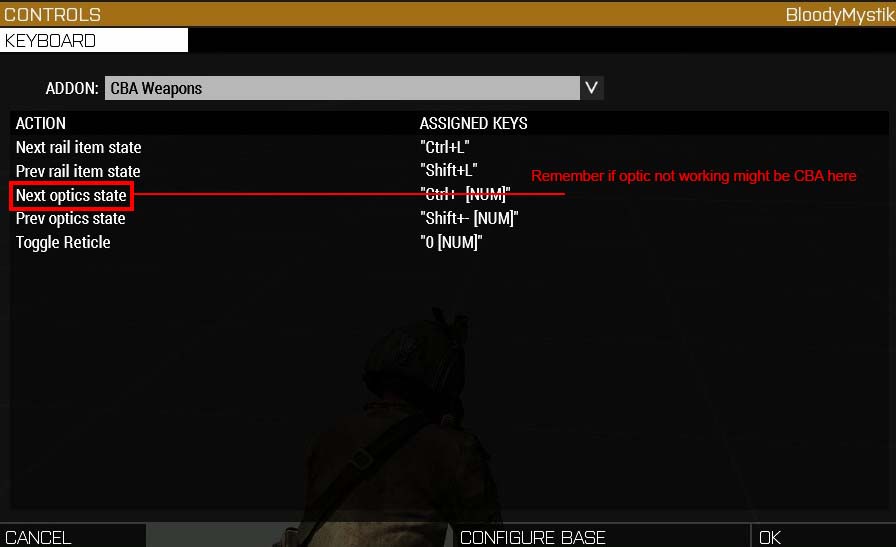 CONTROLS BloodyMystik
KEYBOARD
ADDON: CBA Weapons
ACTION ASSIGNED KEYS
Next rail item state "Ctrl+L"
Prev rail item state "Shift+L"
Remember if optic not working might be CBA here
Next optics state "Ctrl+- [NUM]"
Prev optics state "Shift+- [NUM]"
Toggle Reticle "0 [NUM]"
CANCEL CONFIGURE BASE OK